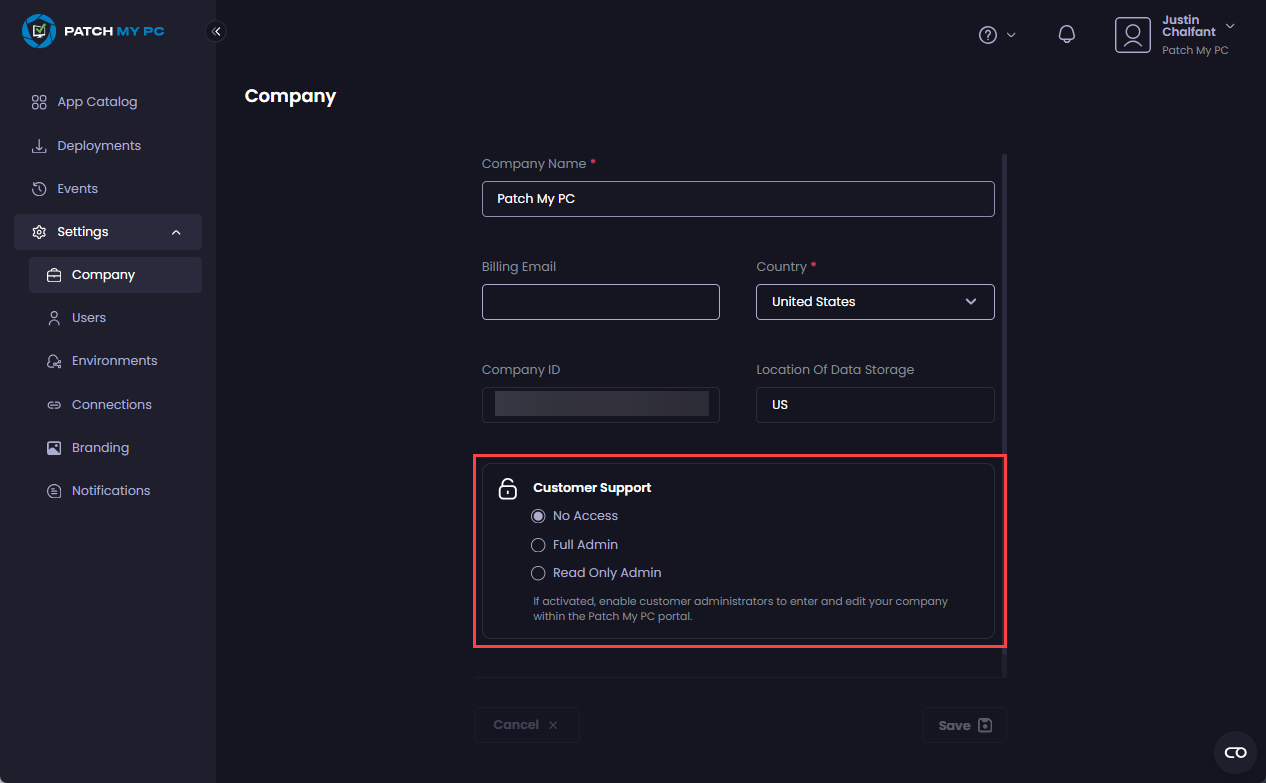 PATCH MY PC
Justin
Chalfant
Patch My PC
App Catalog
Deployments
Events
Settings
Company
Users
Environments
Connections
Branding
Notifications
Company
Company Name *
Patch My PC
Billing Email
Country *
United States
Company ID
Location Of Data Storage
US
Customer Support
No Access
Full Admin
Read Only Admin
If activated, enable customer administrators to enter and edit your company
within the Patch My PC portal.
Cancel
Save